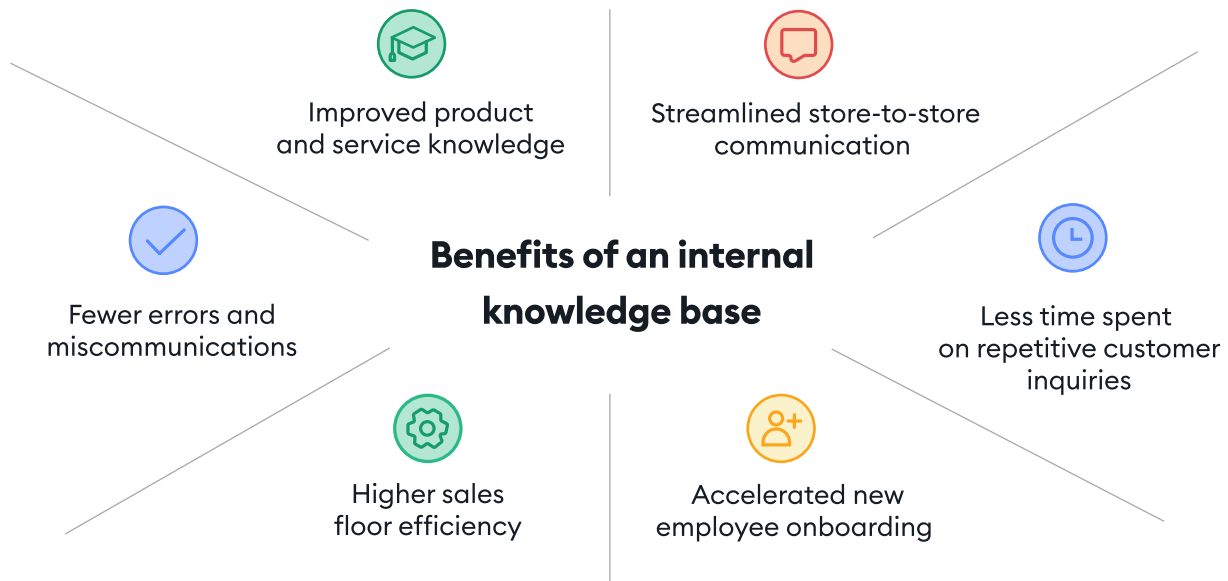 Improved product
and service knowledge
Streamlined store-to-store
communication
Benefits of an internal
knowledge base
Fewer errors and
miscommunications
Less time spent
on repetitive customer
inquiries
Higher sales
floor efficiency
Accelerated new
employee onboarding